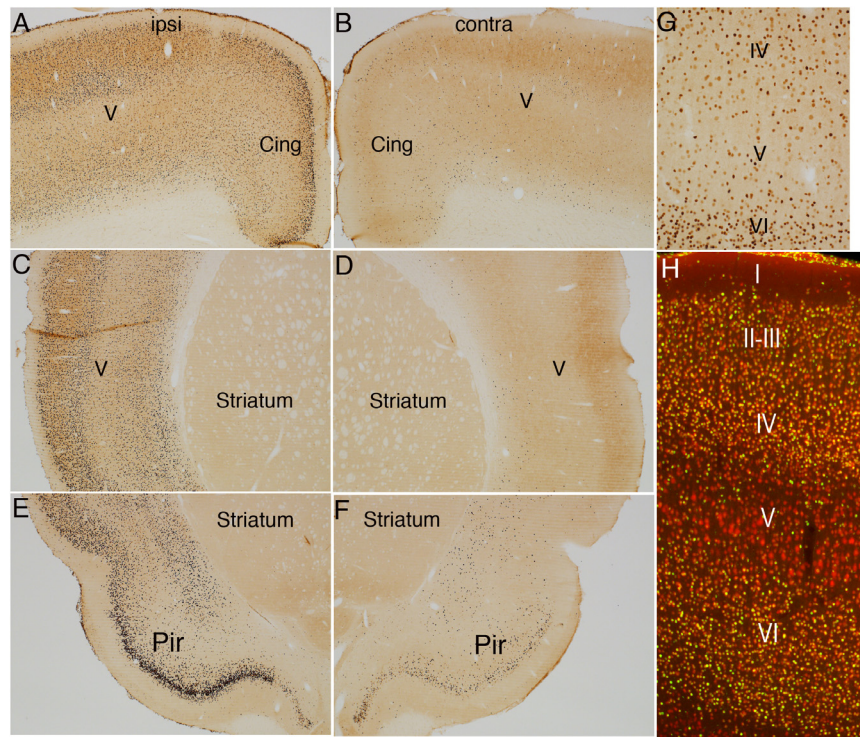 A ipsi
V
Cing
B contra
V
Cing
G
IV
V
VI
C
V
Striatum
D
Striatum
V
E
Striatum
Pir
F
Striatum
Pir
H
I
II-III
IV
V
VI